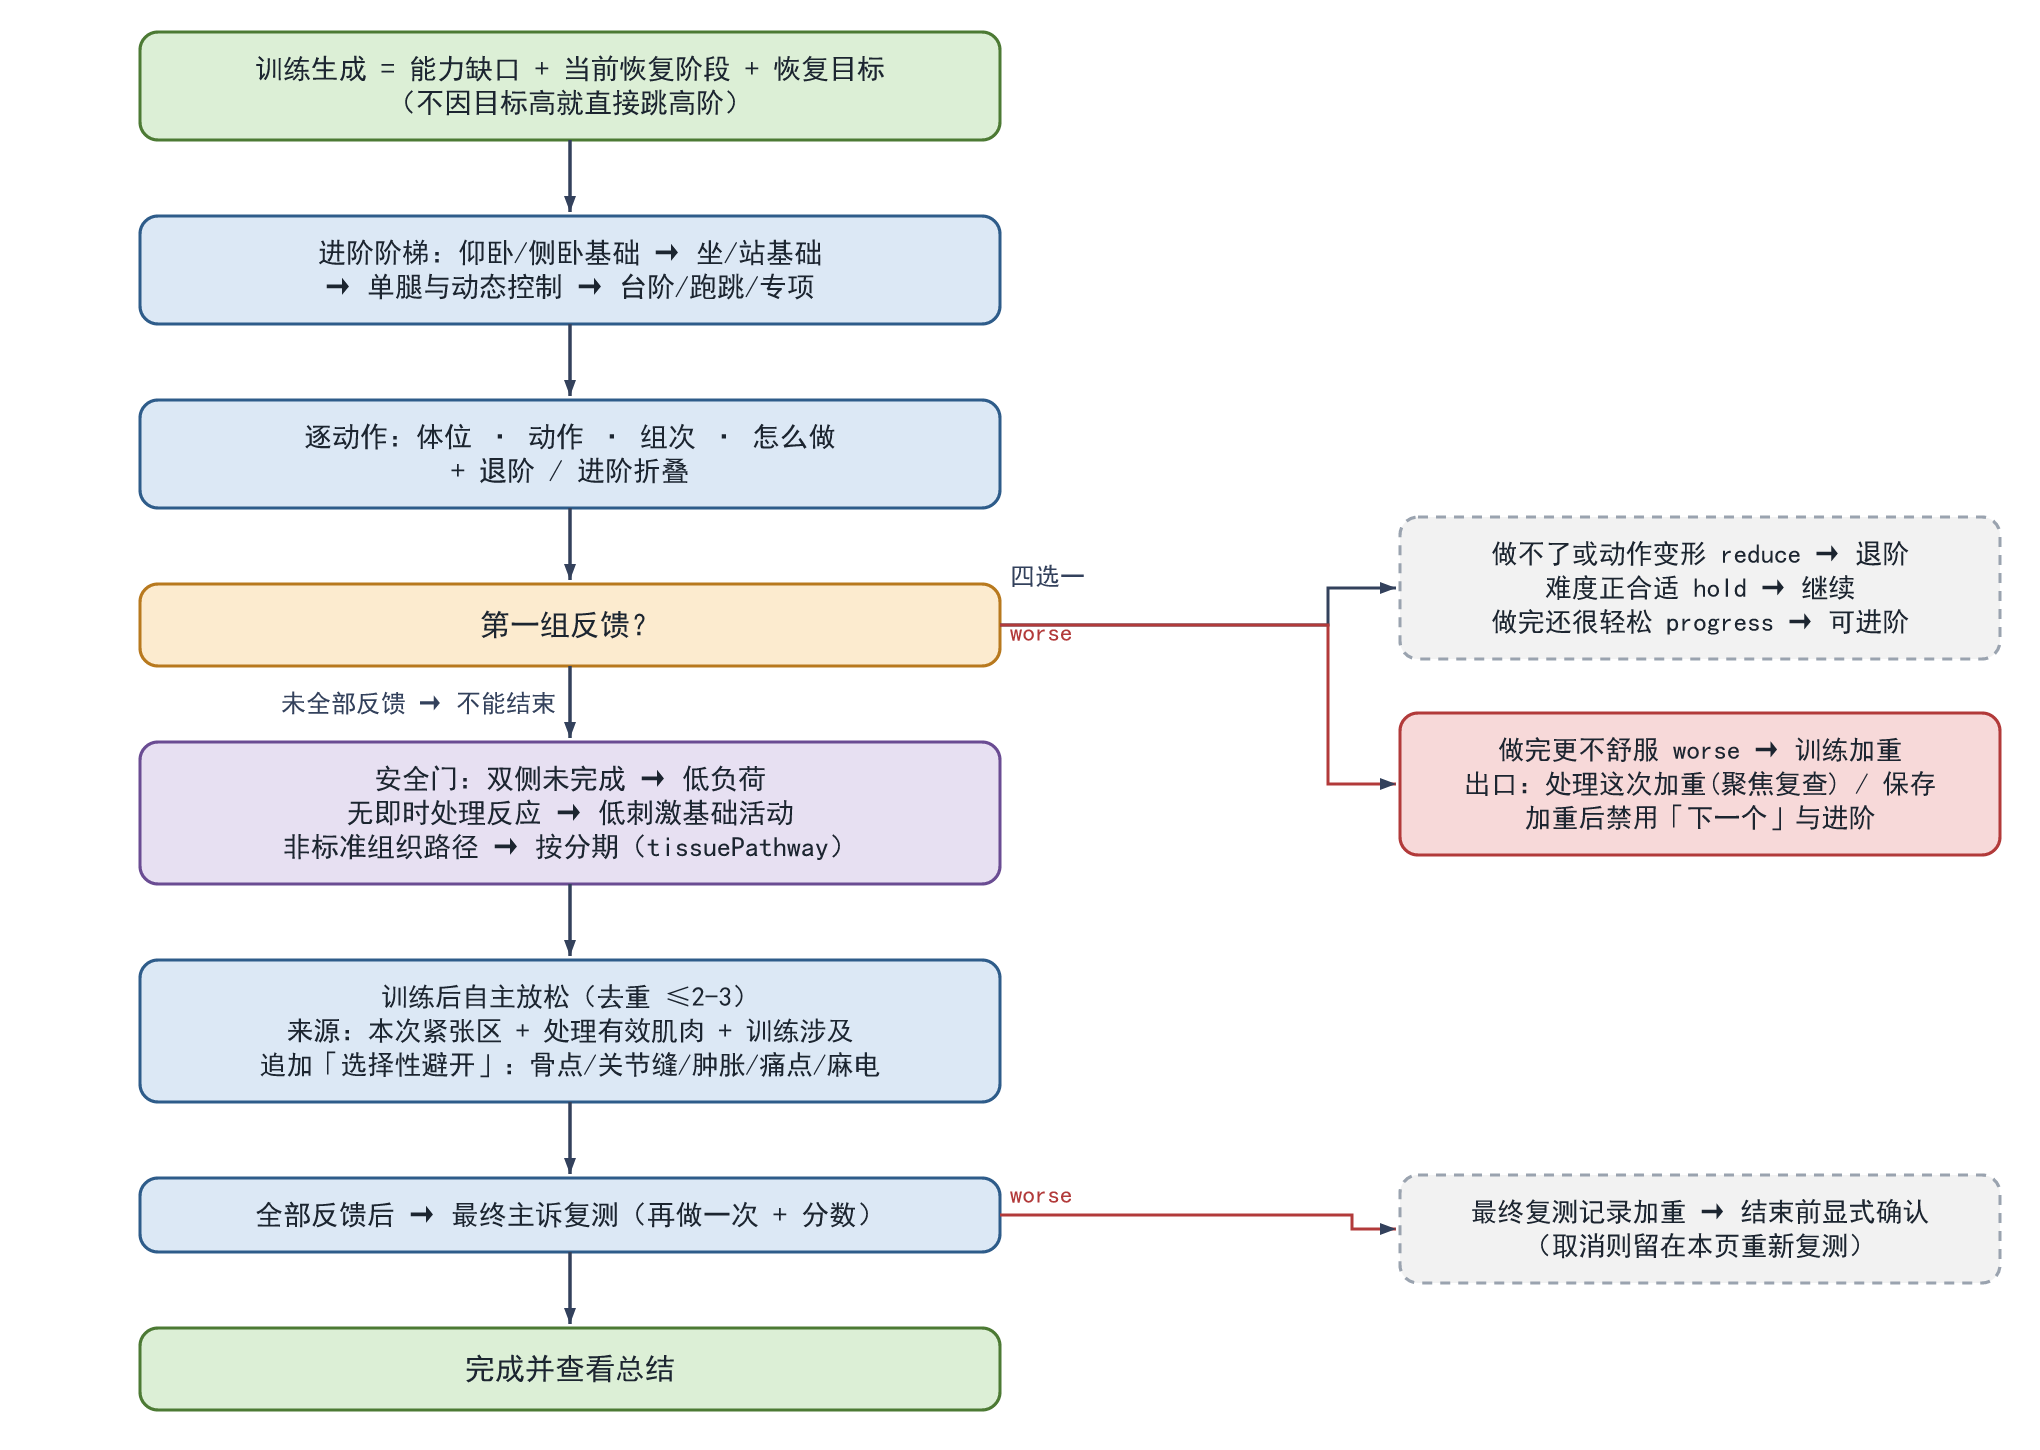 训练生成 = 能力缺口 + 当前恢复阶段 + 恢复目标
（不因目标高就直接跳高阶）
进阶阶梯：仰卧/侧卧基础 → 坐/站基础
→ 单腿与动态控制 → 台阶/跑跳/专项
逐动作：体位 · 动作 · 组次 · 怎么做
+ 退阶 / 进阶折叠
第一组反馈？
四选一
worse
做不了或动作变形 reduce → 退阶
难度正合适 hold → 继续
做完还很轻松 progress → 可进阶
未全部反馈 → 不能结束
做完更不舒服 worse → 训练加重
出口：处理这次加重(聚焦复查) / 保存
加重后禁用「下一个」与进阶
安全门：双侧未完成 → 低负荷
无即时处理反应 → 低刺激基础活动
非标准组织路径 → 按分期（tissuePathway）
训练后自主放松（去重 ≤2-3）
来源：本次紧张区 + 处理有效肌肉 + 训练涉及
追加「选择性避开」：骨点/关节缝/肿胀/痛点/麻电
全部反馈后 → 最终主诉复测（再做一次 + 分数）
worse
最终复测记录加重 → 结束前显式确认
（取消则留在本页重新复测）
完成并查看总结